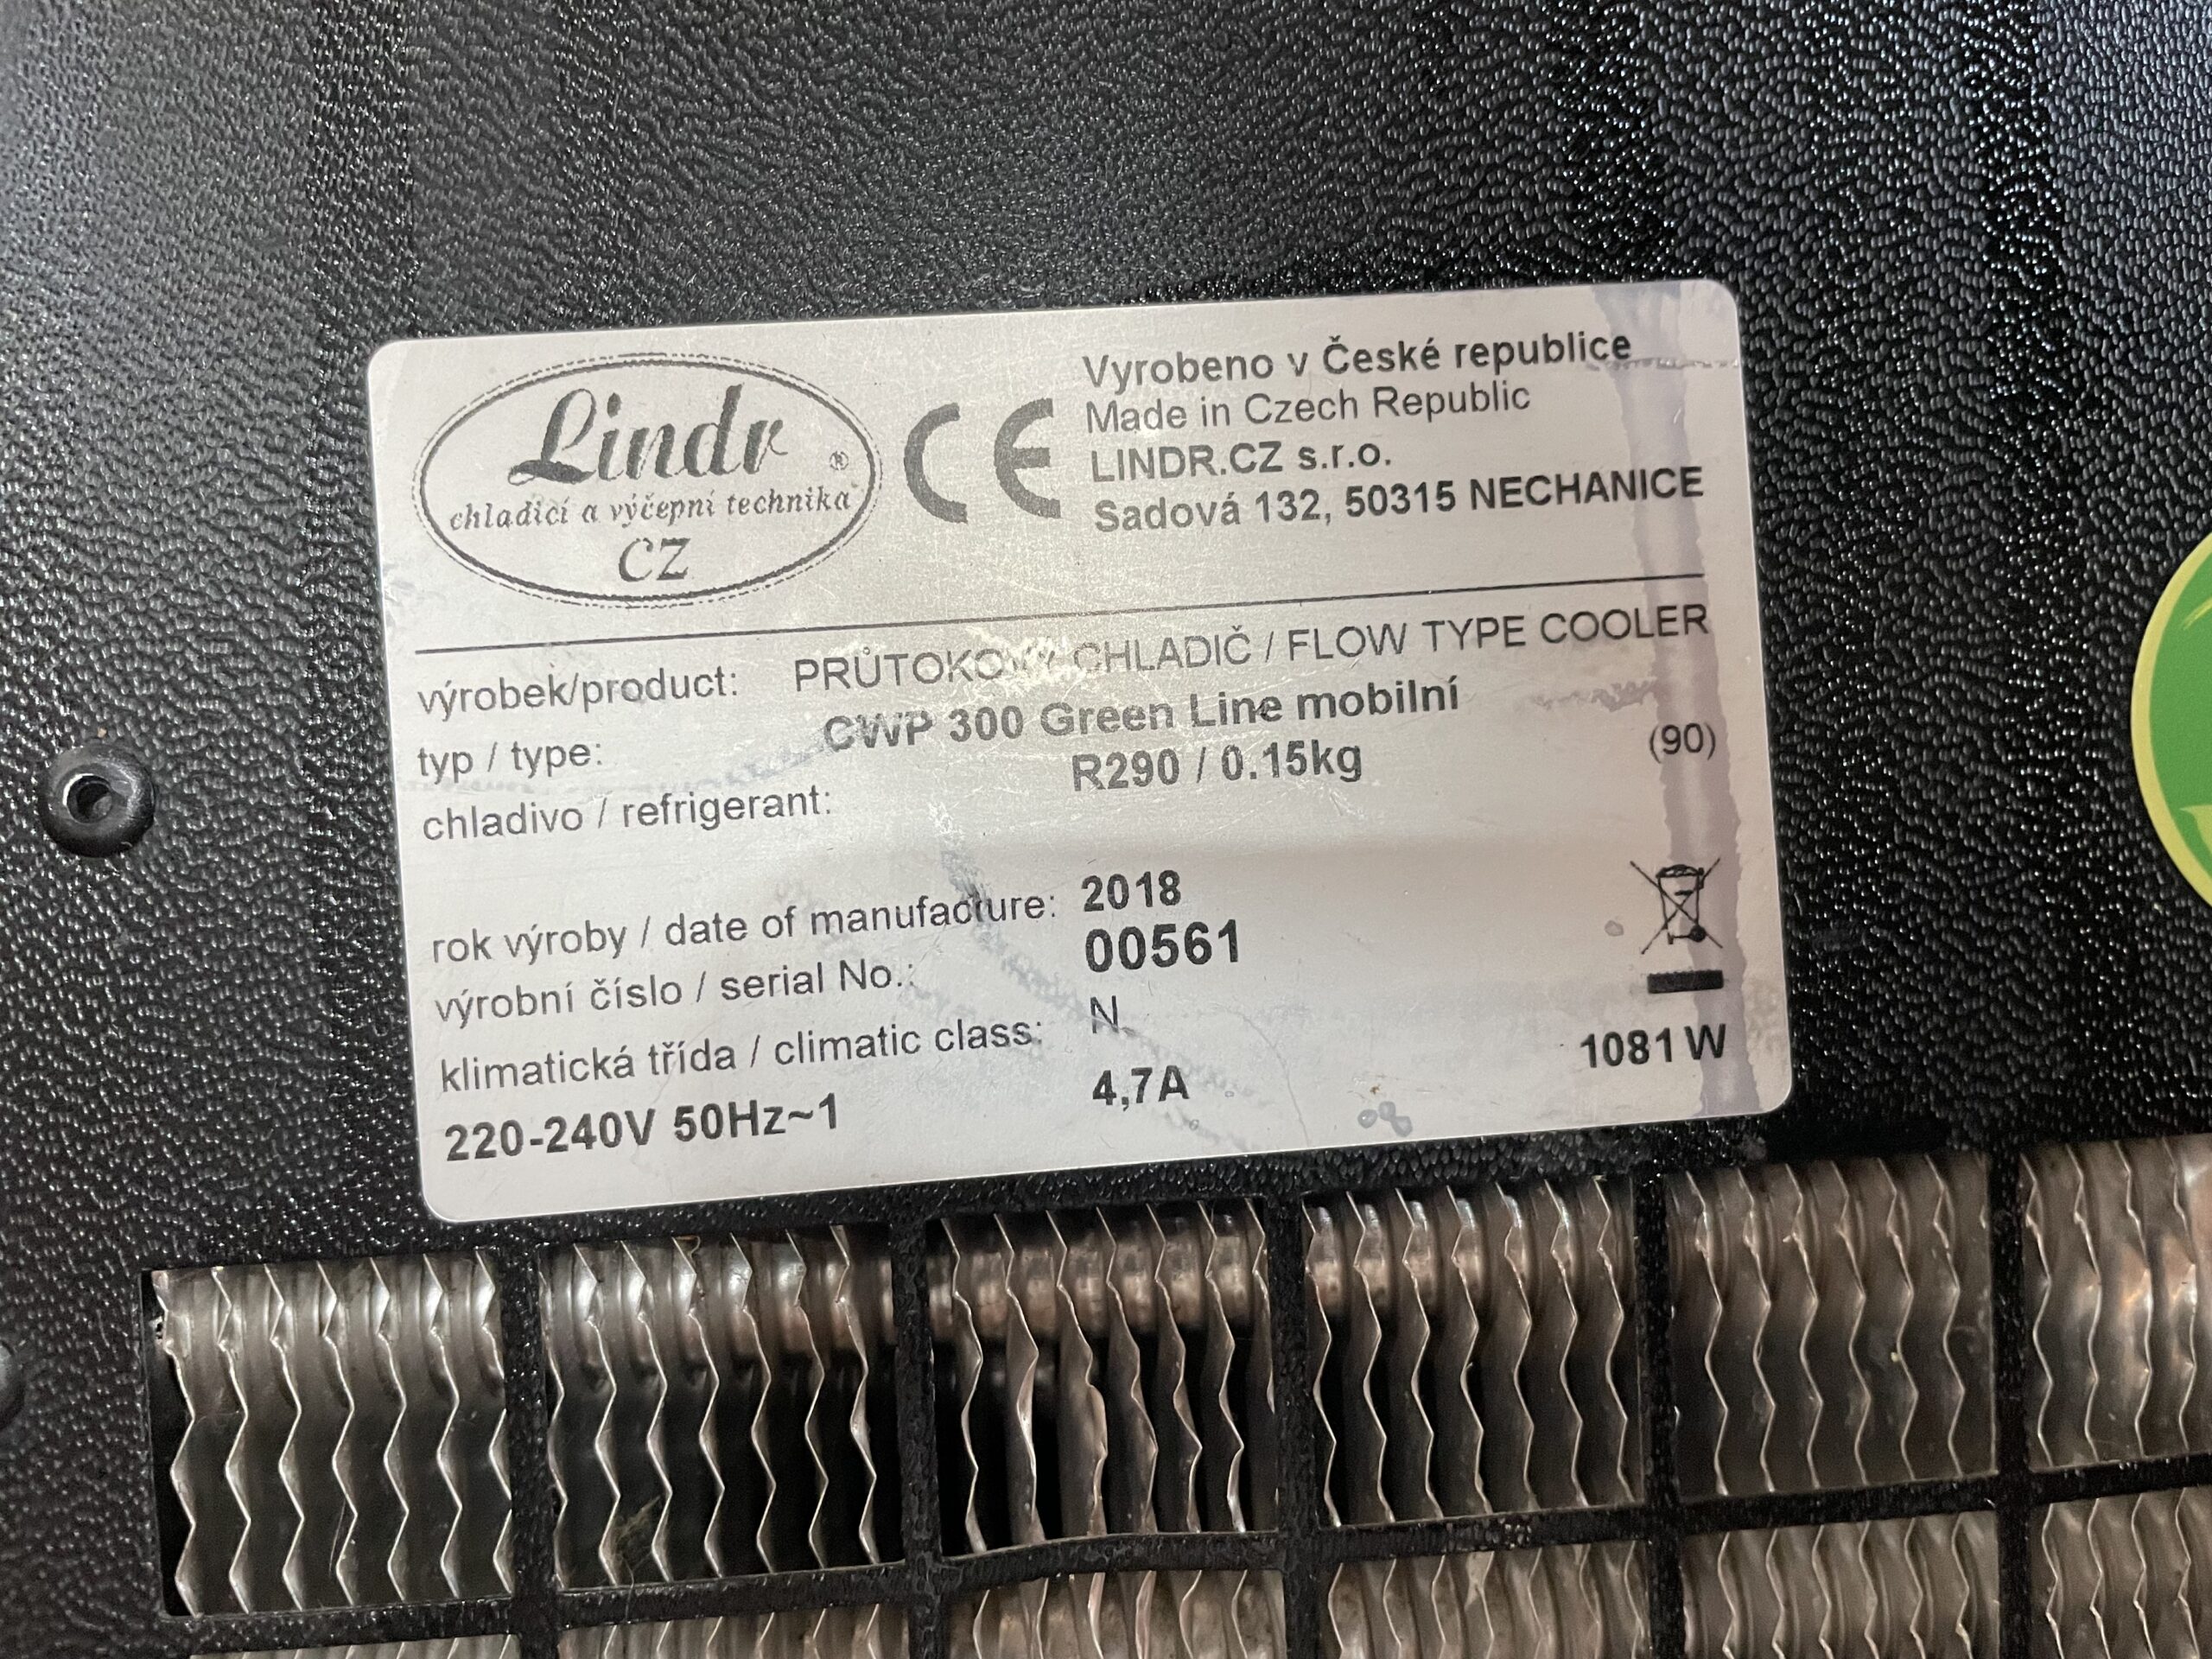 Lindr ®
chladicí a výčepní technika
CZ
CE
Vyrobeno v České republice
Made in Czech Republic
LINDR.CZ s.r.o.
Sadová 132, 50315 NECHANICE
výrobek/product: PRŮTOKOVÝ CHLADIČ / FLOW TYPE COOLER
typ / type: CWP 300 Green Line mobilní
chladivo / refrigerant: R290 / 0.15kg (90)
rok výroby / date of manufacture: 2018
výrobní číslo / serial No.: 00561
klimatická třída / climatic class: N
220-240V 50Hz~1 4,7A 1081 W